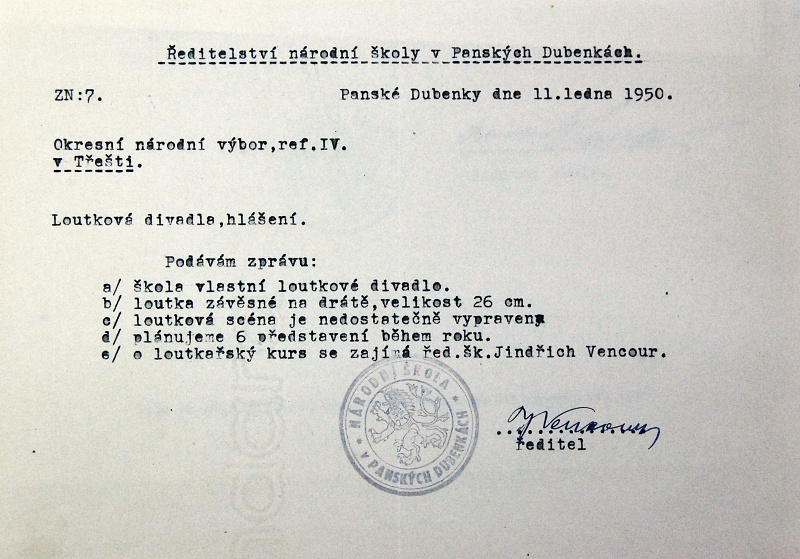 Ředitelství národní školy v Panských Dubenkách.
ZN:7. Panské Dubenky dne 11.ledna 1950.
Okresní národní výbor,ref.IV.
v Třešti.
Loutková divadla,hlášení.
Podávám zprávu:
a/ škola vlastní loutkové divadlo.
b/ loutka závěsné na drátě,velikost 26 cm.
c/ loutková scéna je nedostatečně vypravena
d/ plánujeme 6 představení během roku.
e/ o loutkařský kurs se zajíná řed.šk.Jindřich Vencour.
NÁRODNÍ ŠKOLA
V PANSKÝCH DUBENKÁCH
JVencour
ředitel